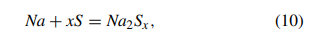 Na + xS = Na₂Sₓ, (10)